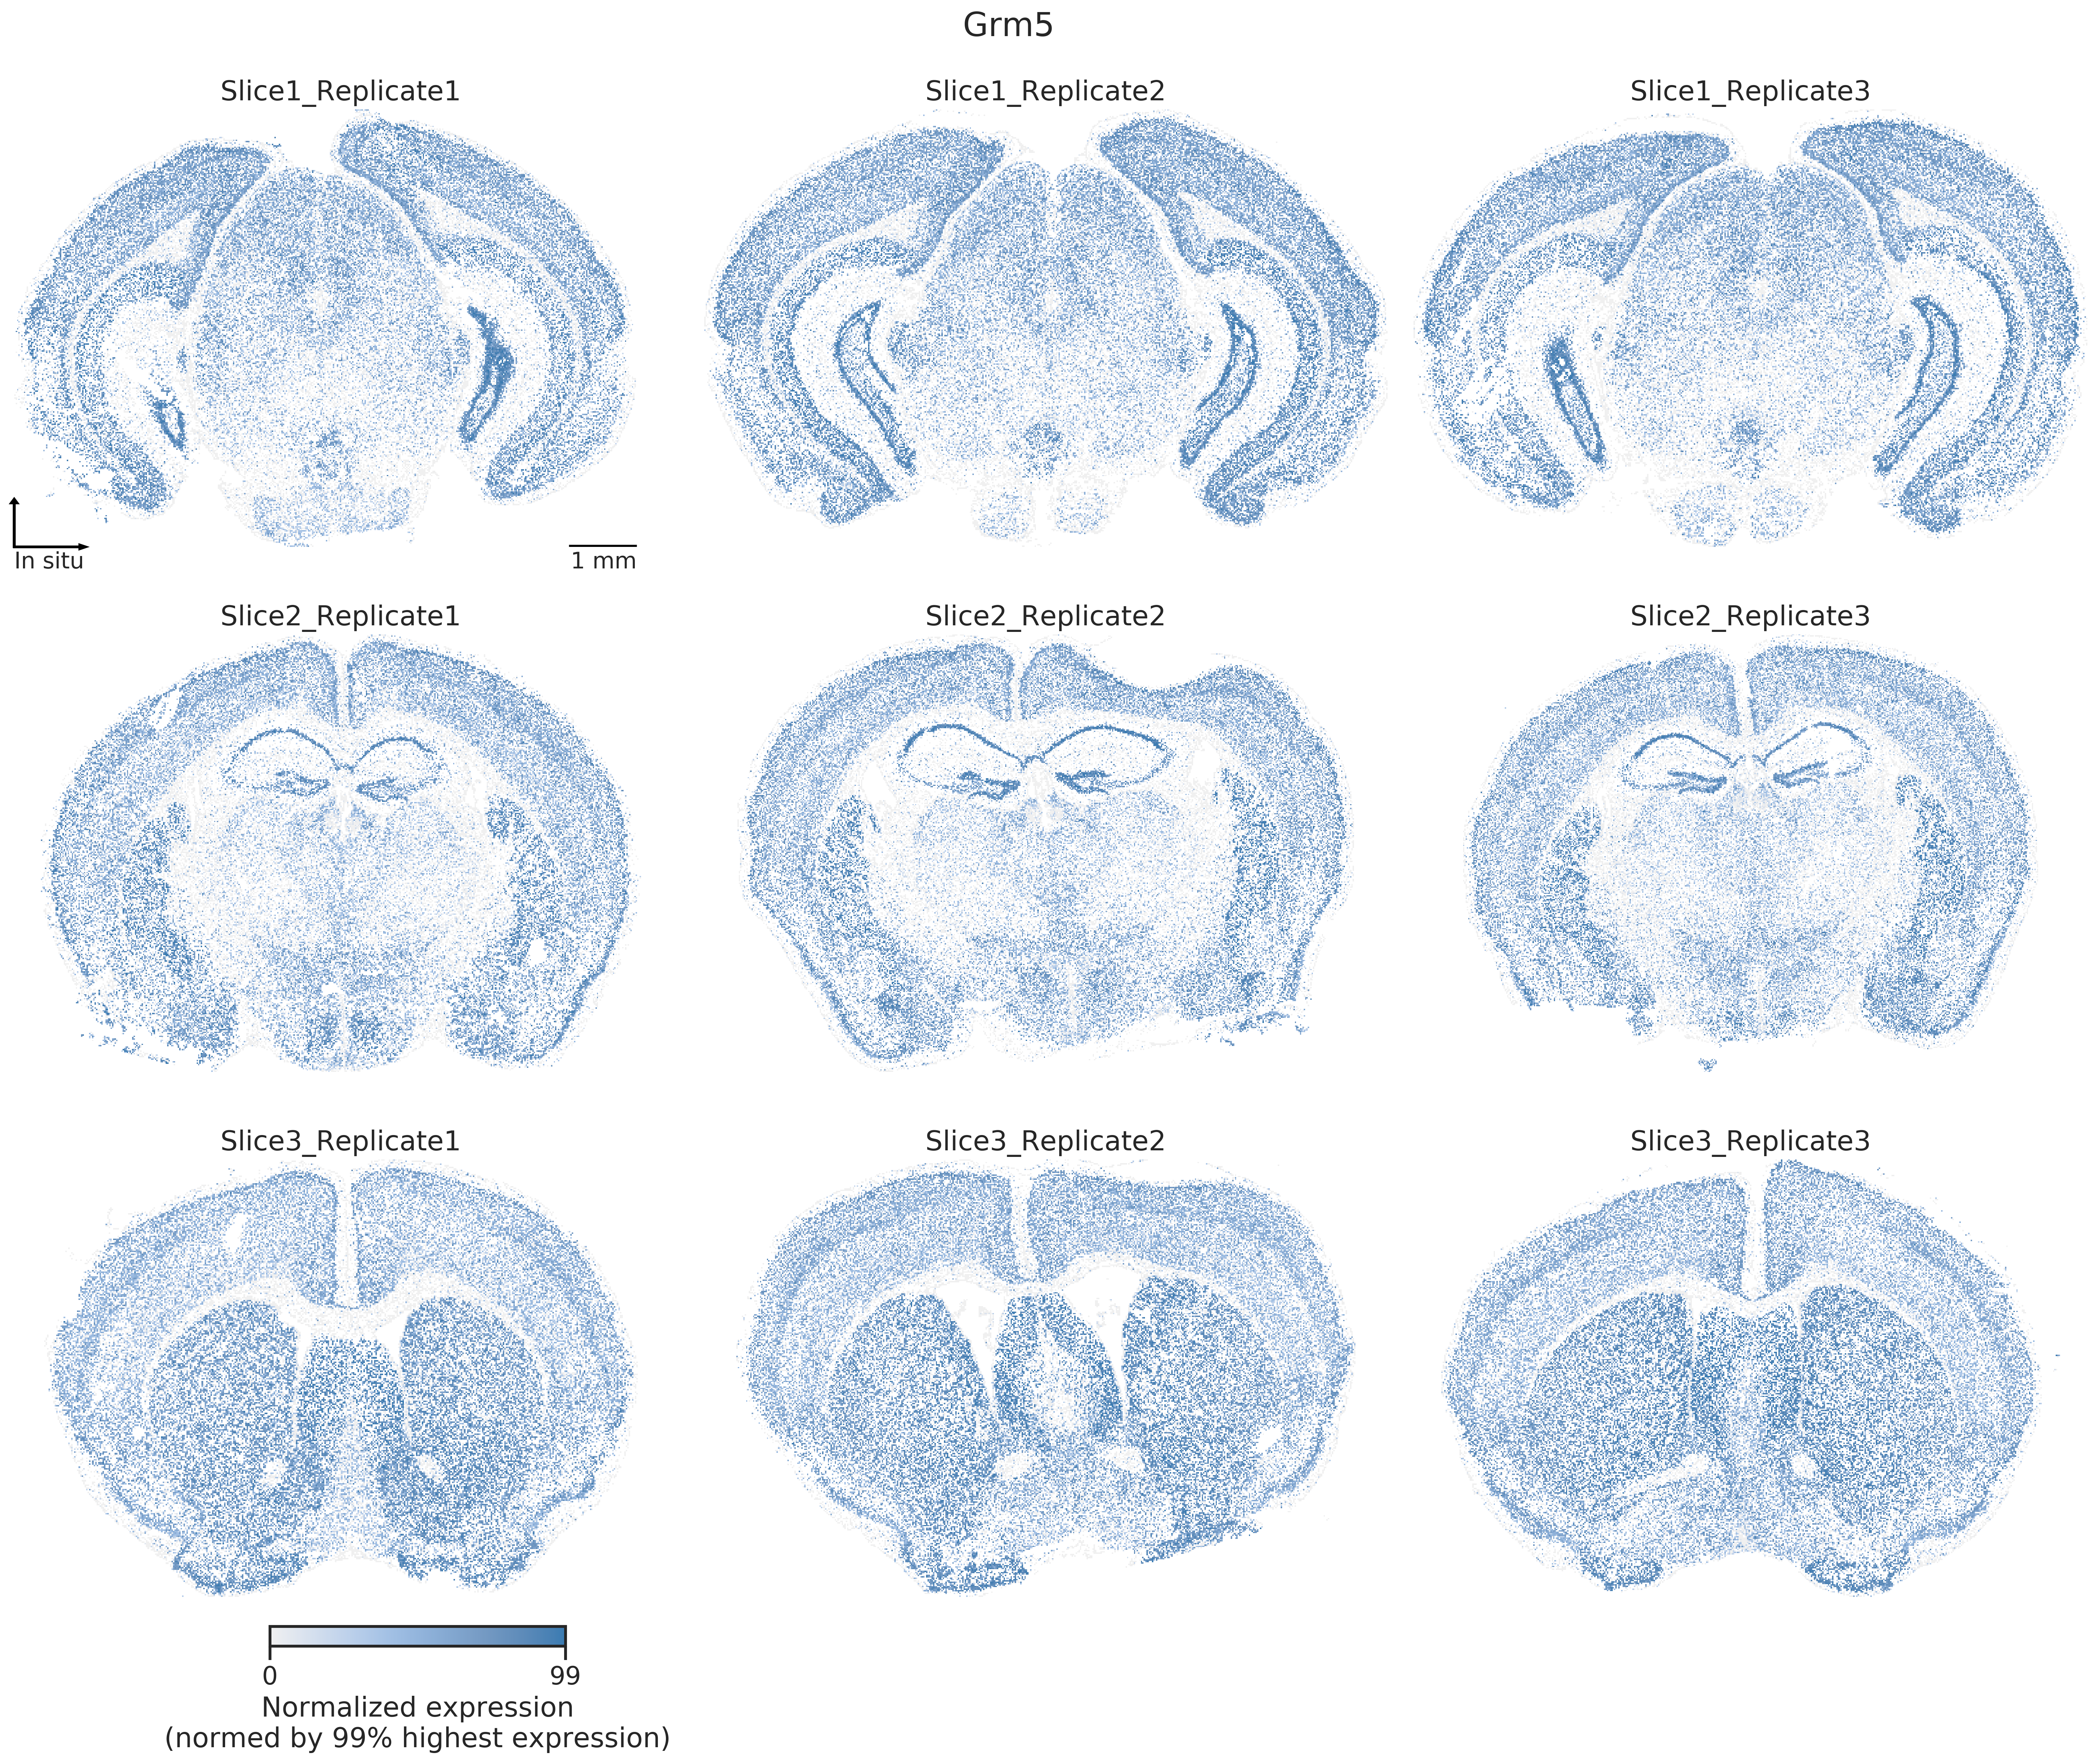 Grm5
Slice1_Replicate1
Slice1_Replicate2
Slice1_Replicate3
In situ
1 mm
Slice2_Replicate1
Slice2_Replicate2
Slice2_Replicate3
Slice3_Replicate1
Slice3_Replicate2
Slice3_Replicate3
0
99
Normalized expression
(normed by 99% highest expression)